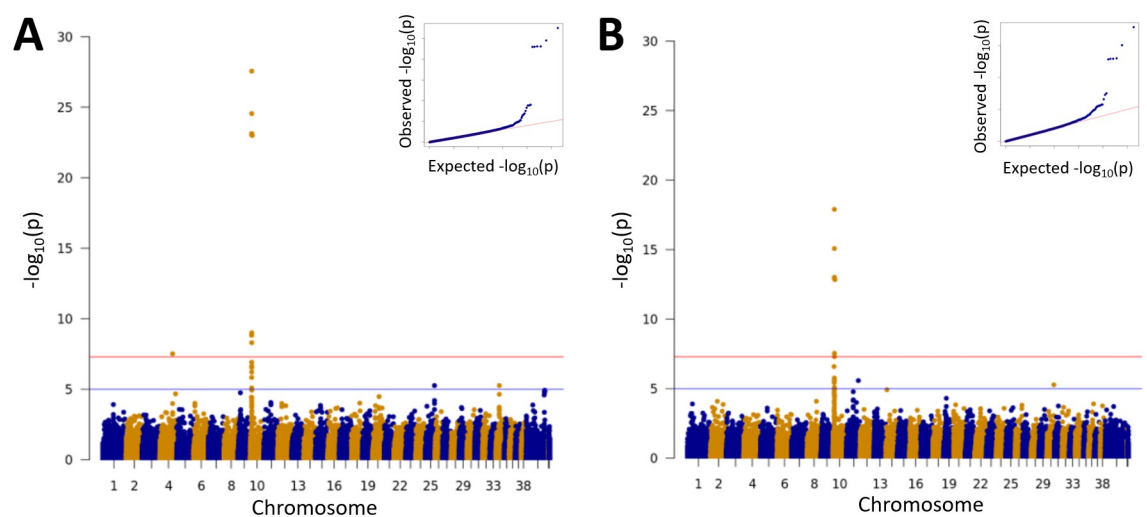 A
30
25
20
15
10
5
0
-log₁₀(p)
1 2 4 6 8 10 13 16 19 22 25 29 33 38
Chromosome
Observed -log₁₀(p)
Expected -log₁₀(p)
B
30
25
20
15
10
5
0
-log₁₀(p)
1 2 4 6 8 10 13 16 19 22 25 29 33 38
Chromosome
Observed -log₁₀(p)
Expected -log₁₀(p)